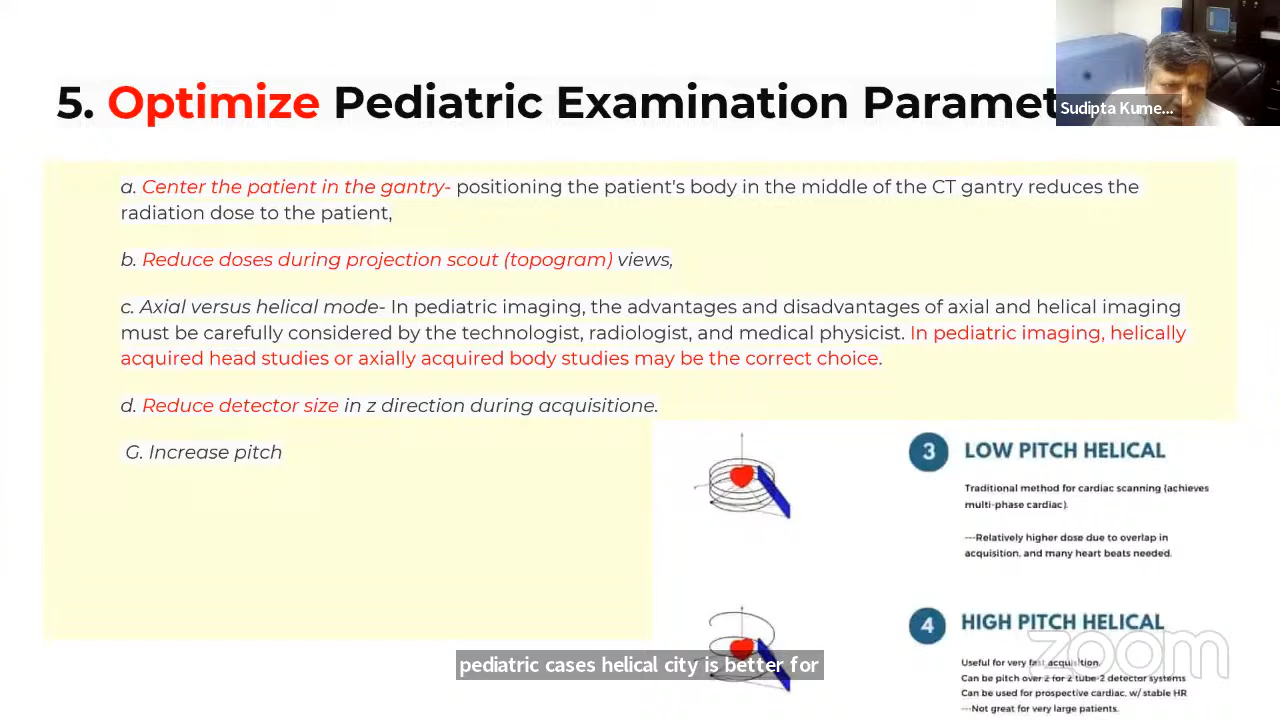 5. Optimize Pediatric Examination Paramet
Sudipta Kume...
a. Center the patient in the gantry- positioning the patient's body in the middle of the CT gantry reduces the
radiation dose to the patient,
b. Reduce doses during projection scout (topogram) views,
c. Axial versus helical mode- In pediatric imaging, the advantages and disadvantages of axial and helical imaging
must be carefully considered by the technologist, radiologist, and medical physicist. In pediatric imaging, helically
acquired head studies or axially acquired body studies may be the correct choice.
d. Reduce detector size in z direction during acquisitione.
G. Increase pitch
3 LOW PITCH HELICAL
Traditional method for cardiac scanning (achieves
multi-phase cardiac).
---Relatively higher dose due to overlap in
acquisition, and many heart beats needed.
4 HIGH PITCH HELICAL
Useful for very fast acquisition.
Can be pitch over 2 for 2 tube-2 detector systems
Can be used for prospective cardiac, w/ stable HR
---Not great for very large patients.
zoom
pediatric cases helical city is better for